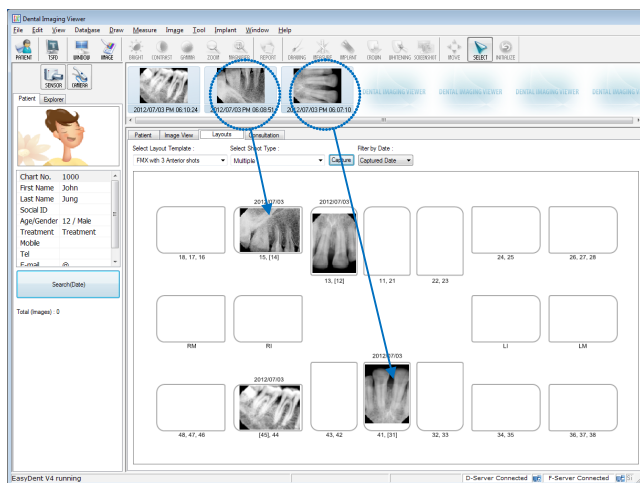 Dental Imaging Viewer
File Edit View Database Draw Measure Image Tool Implant Window Help
PATIENT TSFD WINDOW IMAGE BRIGHT CONTRAST GAMMA ZOOM REPORT DRAWING MEASURE IMPLANT CROWN WHITENING SCREENSHOT MOVE SELECT INITIALIZE
SENSOR CAMERA
Patient Explorer
2012/07/03 PM 06:10:24 2012/07/03 PM 06:08:51 2012/07/03 PM 06:07:10
DENTAL IMAGING VIEWER DENTAL IMAGING VIEWER DENTAL IMAGING VIEWER
Patient Image View Layouts Consultation
Select Layout Template : Select Shoot Type : Filter by Date :
FMX with 3 Anterior shots Multiple Capture Captured Date
Chart No. 1000
First Name John
Last Name Jung
Social ID
Age/Gender 12 / Male
Treatment Treatment
Mobile
Tel
E-mail @
Search(Date)
Total (Images) : 0
2012/07/03 2012/07/03
18, 17, 16 15, [14] 13, [12] 11, 21 22, 23 24, 25 26, 27, 28
RM RI LI LM
2012/07/03 2012/07/03
48, 47, 46 [45], 44 43, 42 41, [31] 32, 33 34, 35 36, 37, 38
EasyDent V4 running D-Server Connected F-Server Connected